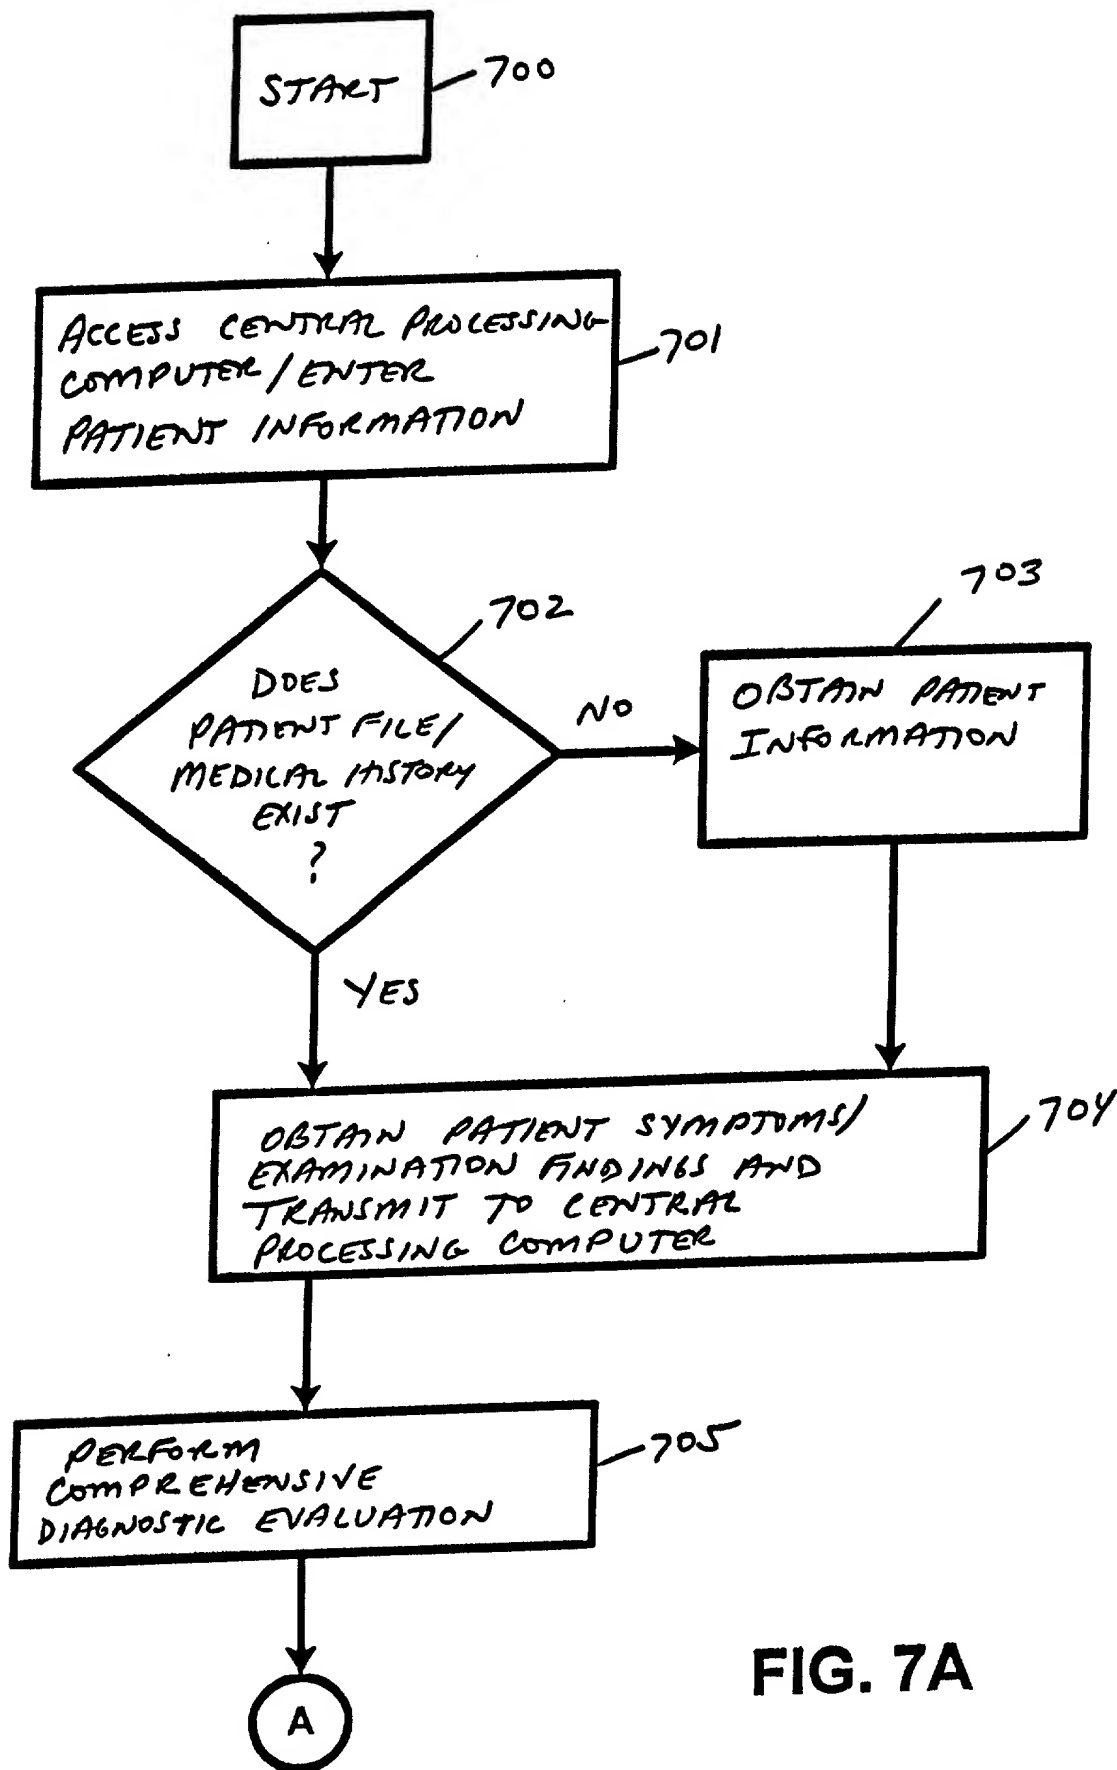 START
700
ACCESS CENTRAL PROCESSING
COMPUTER/ENTER
PATIENT INFORMATION
701
702
DOES
PATIENT FILE/
MEDICAL HISTORY
EXIST
?
NO
703
OBTAIN PATIENT
INFORMATION
YES
OBTAIN PATIENT SYMPTOMS/
EXAMINATION FINDINGS AND
TRANSMIT TO CENTRAL
PROCESSING COMPUTER
704
PERFORM
COMPREHENSIVE
DIAGNOSTIC EVALUATION
705
A
FIG. 7A